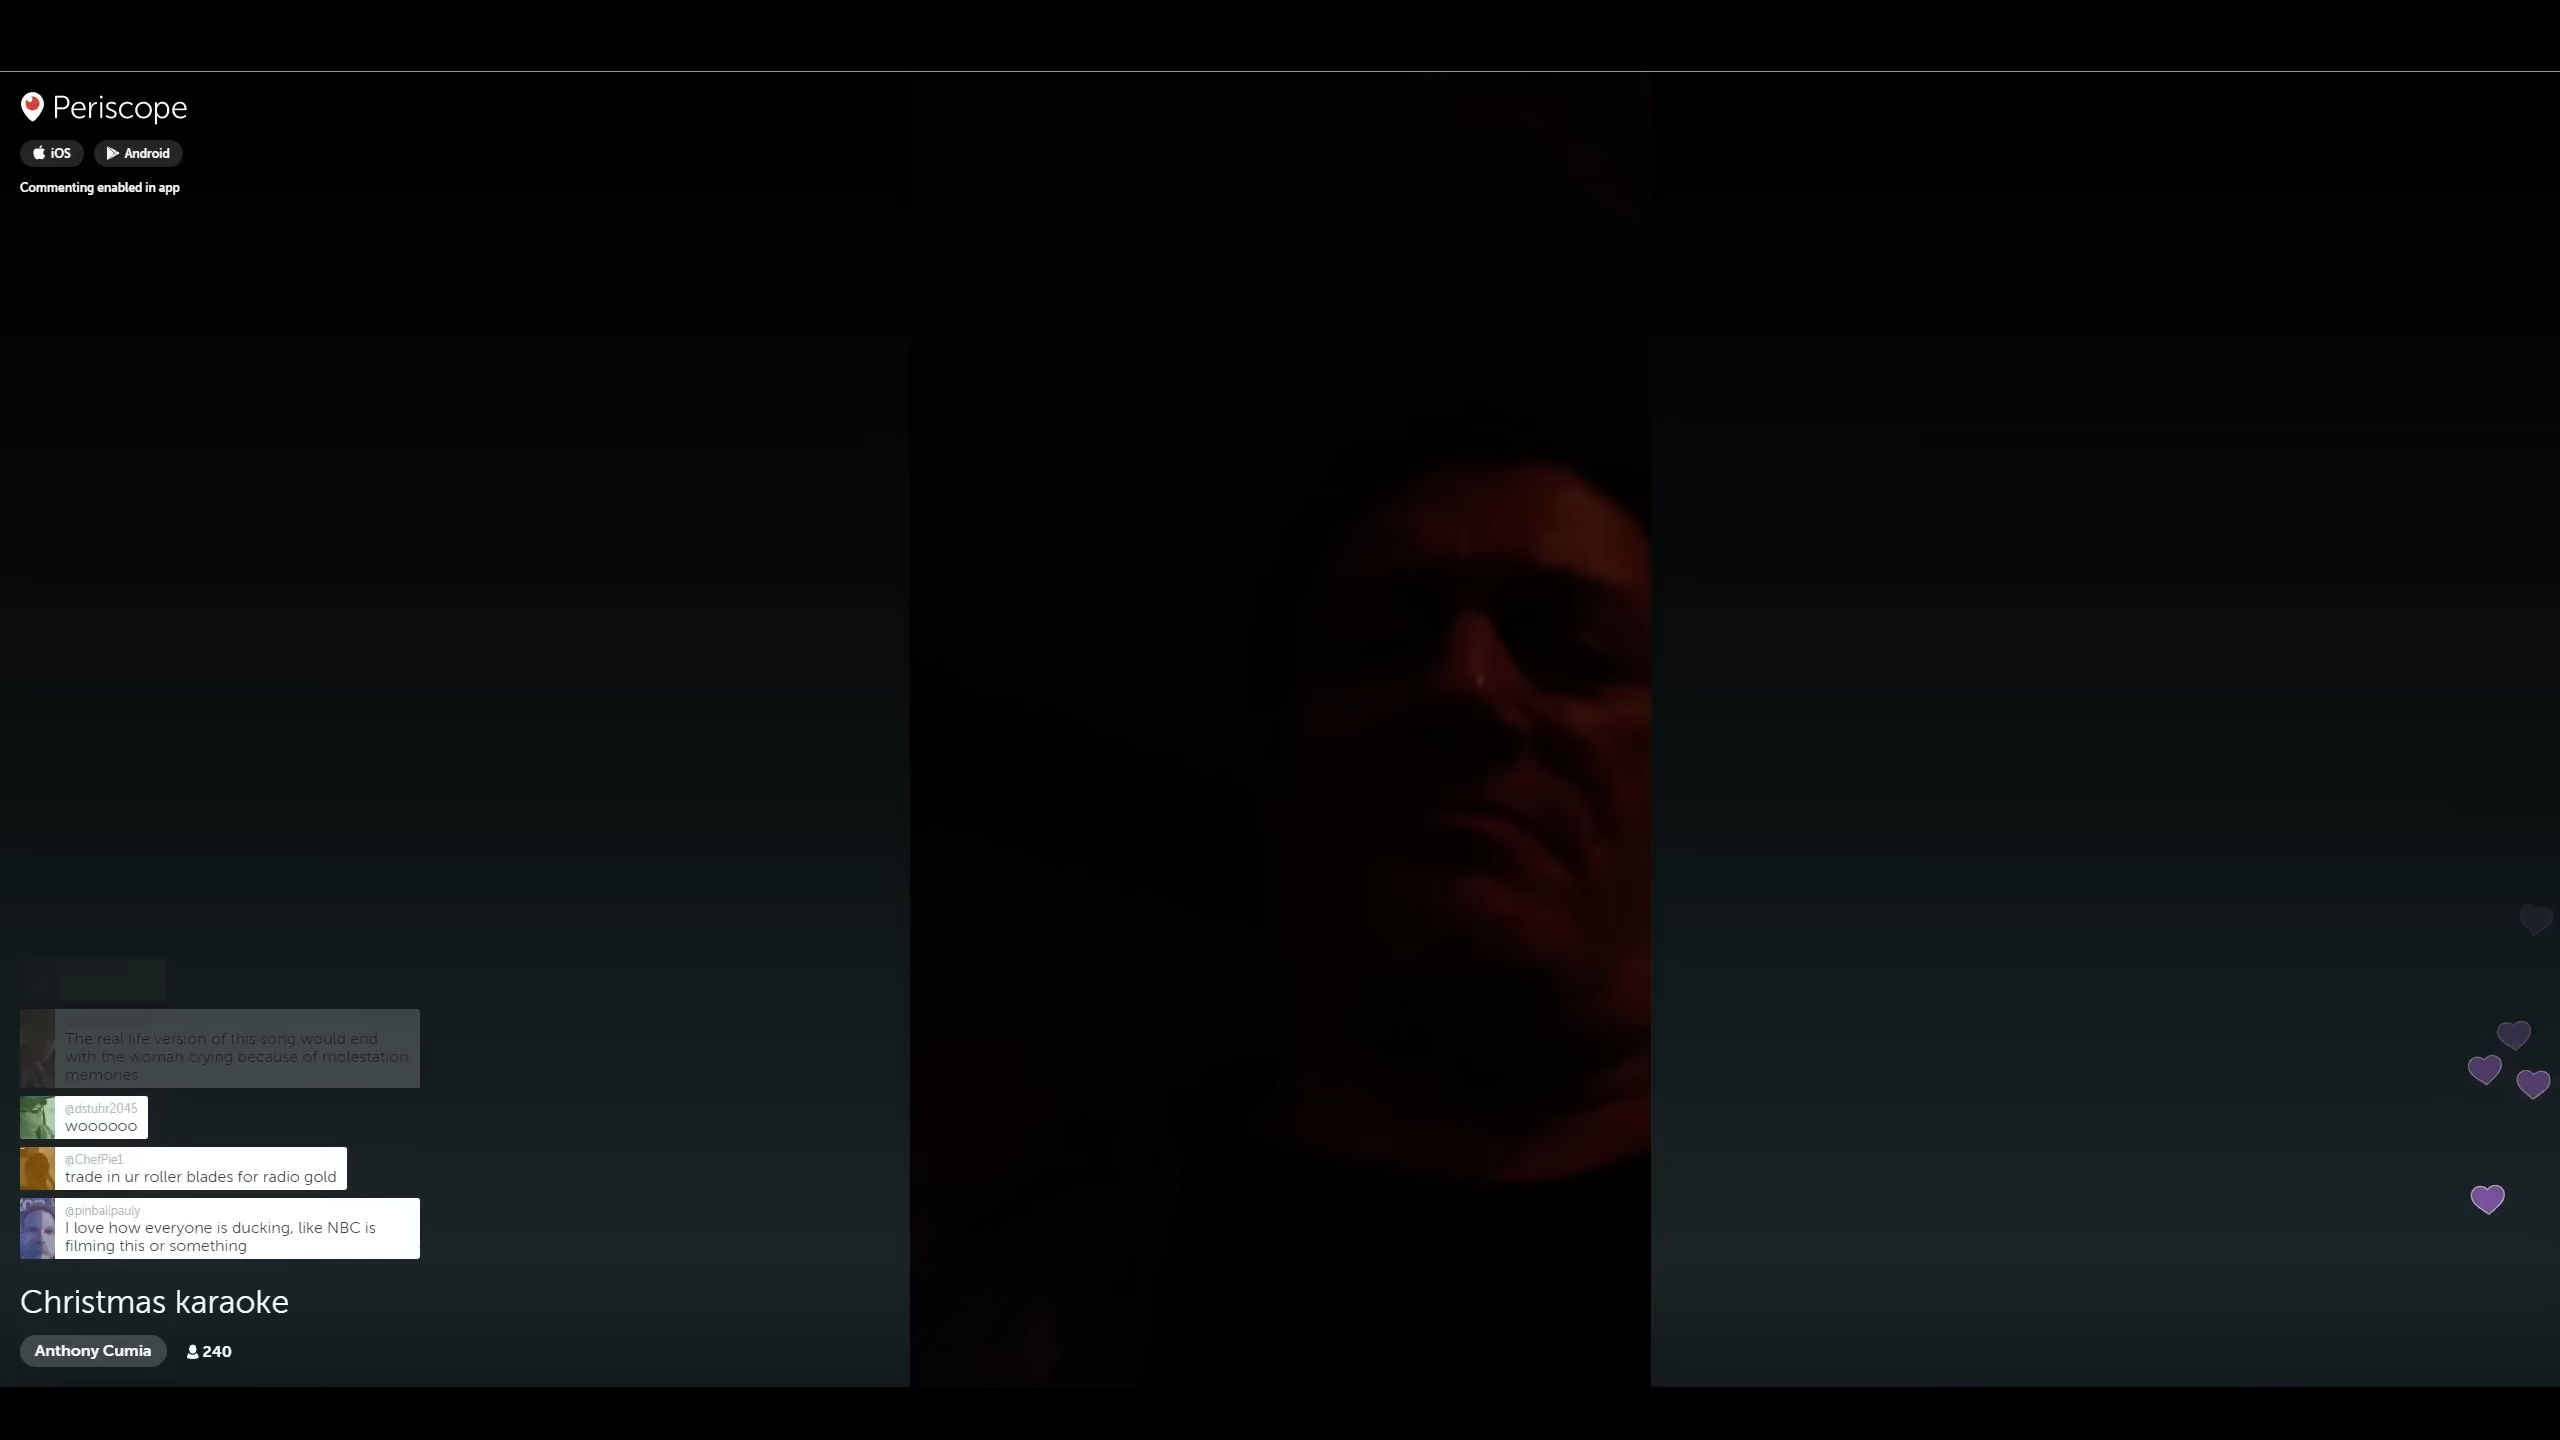 Periscope
iOS
Android
Commenting enabled in app
The real life version of this song would end
with the woman crying because of molestation
memories
@dstuhr2045
woooooo
@ChefPie1
trade in ur roller blades for radio gold
@pinballpauly
I love how everyone is ducking, like NBC is
filming this or something
Christmas karaoke
Anthony Cumia
240